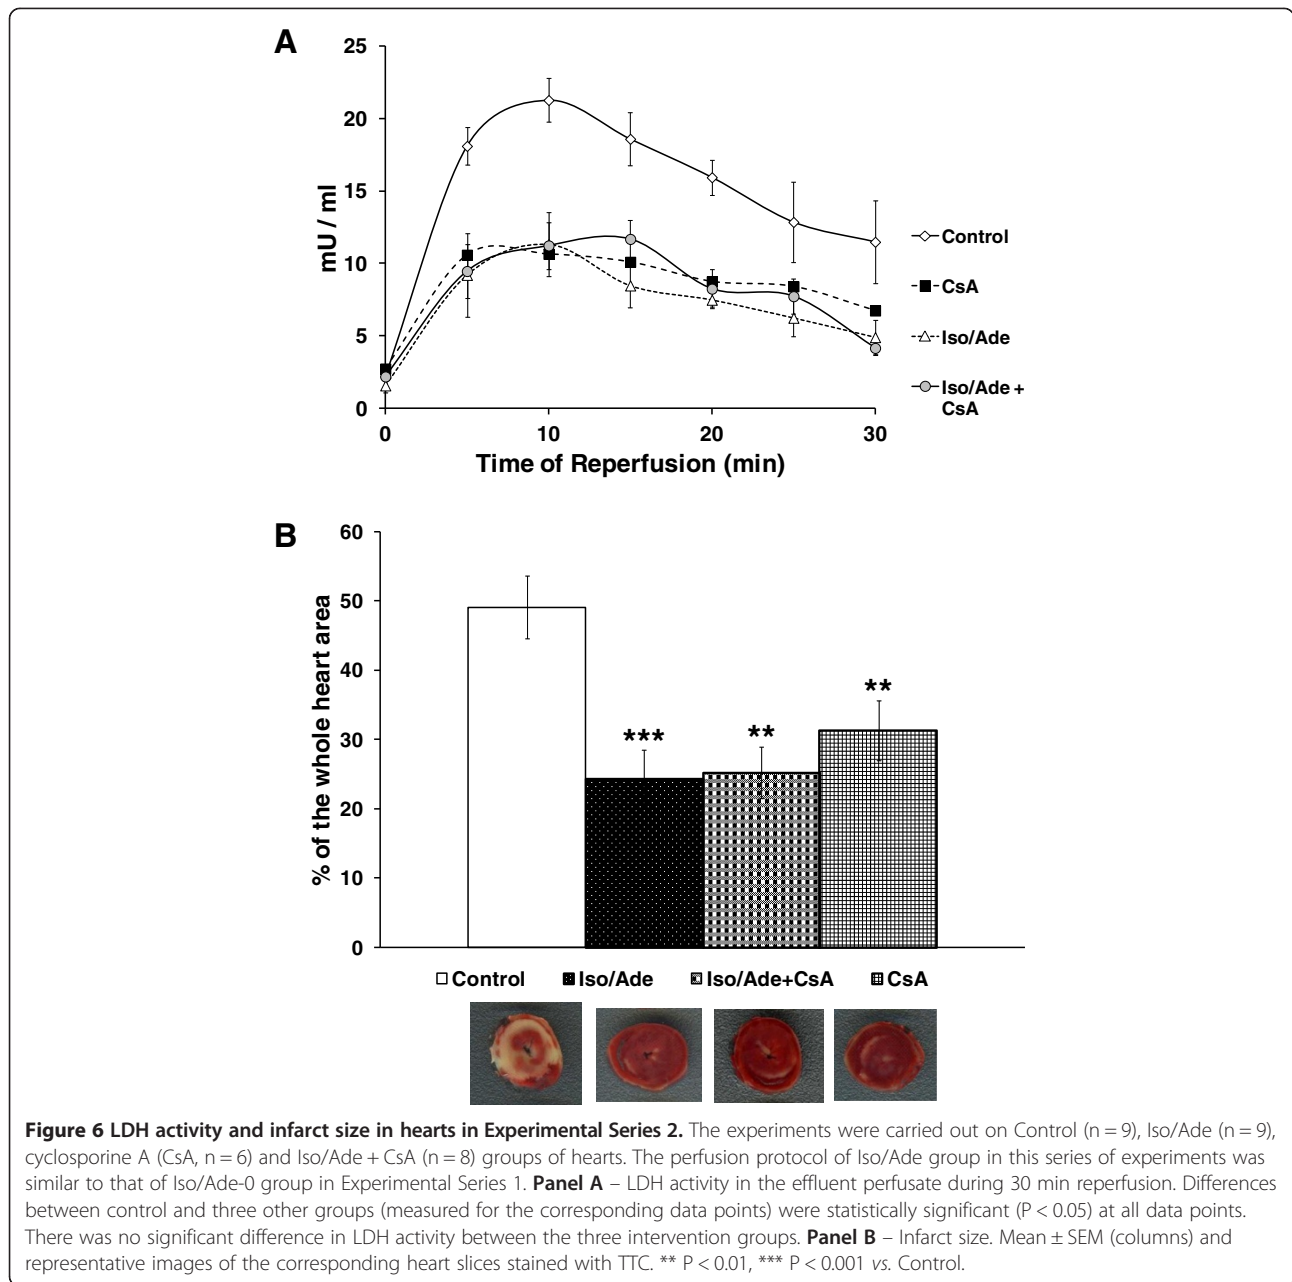 A
25
20
15
10
5
0
mU / ml
0 10 20 30
Time of Reperfusion (min)
Control
CsA
Iso/Ade
Iso/Ade +
CsA
B
60
50
40
30
20
10
0
% of the whole heart area
***
**
**
Control Iso/Ade Iso/Ade+CsA CsA
Figure 6 LDH activity and infarct size in hearts in Experimental Series 2. The experiments were carried out on Control (n = 9), Iso/Ade (n = 9),
cyclosporine A (CsA, n = 6) and Iso/Ade + CsA (n = 8) groups of hearts. The perfusion protocol of Iso/Ade group in this series of experiments was
similar to that of Iso/Ade-0 group in Experimental Series 1. Panel A – LDH activity in the effluent perfusate during 30 min reperfusion. Differences
between control and three other groups (measured for the corresponding data points) were statistically significant (P < 0.05) at all data points.
There was no significant difference in LDH activity between the three intervention groups. Panel B – Infarct size. Mean ± SEM (columns) and
representative images of the corresponding heart slices stained with TTC. ** P < 0.01, *** P < 0.001 vs. Control.